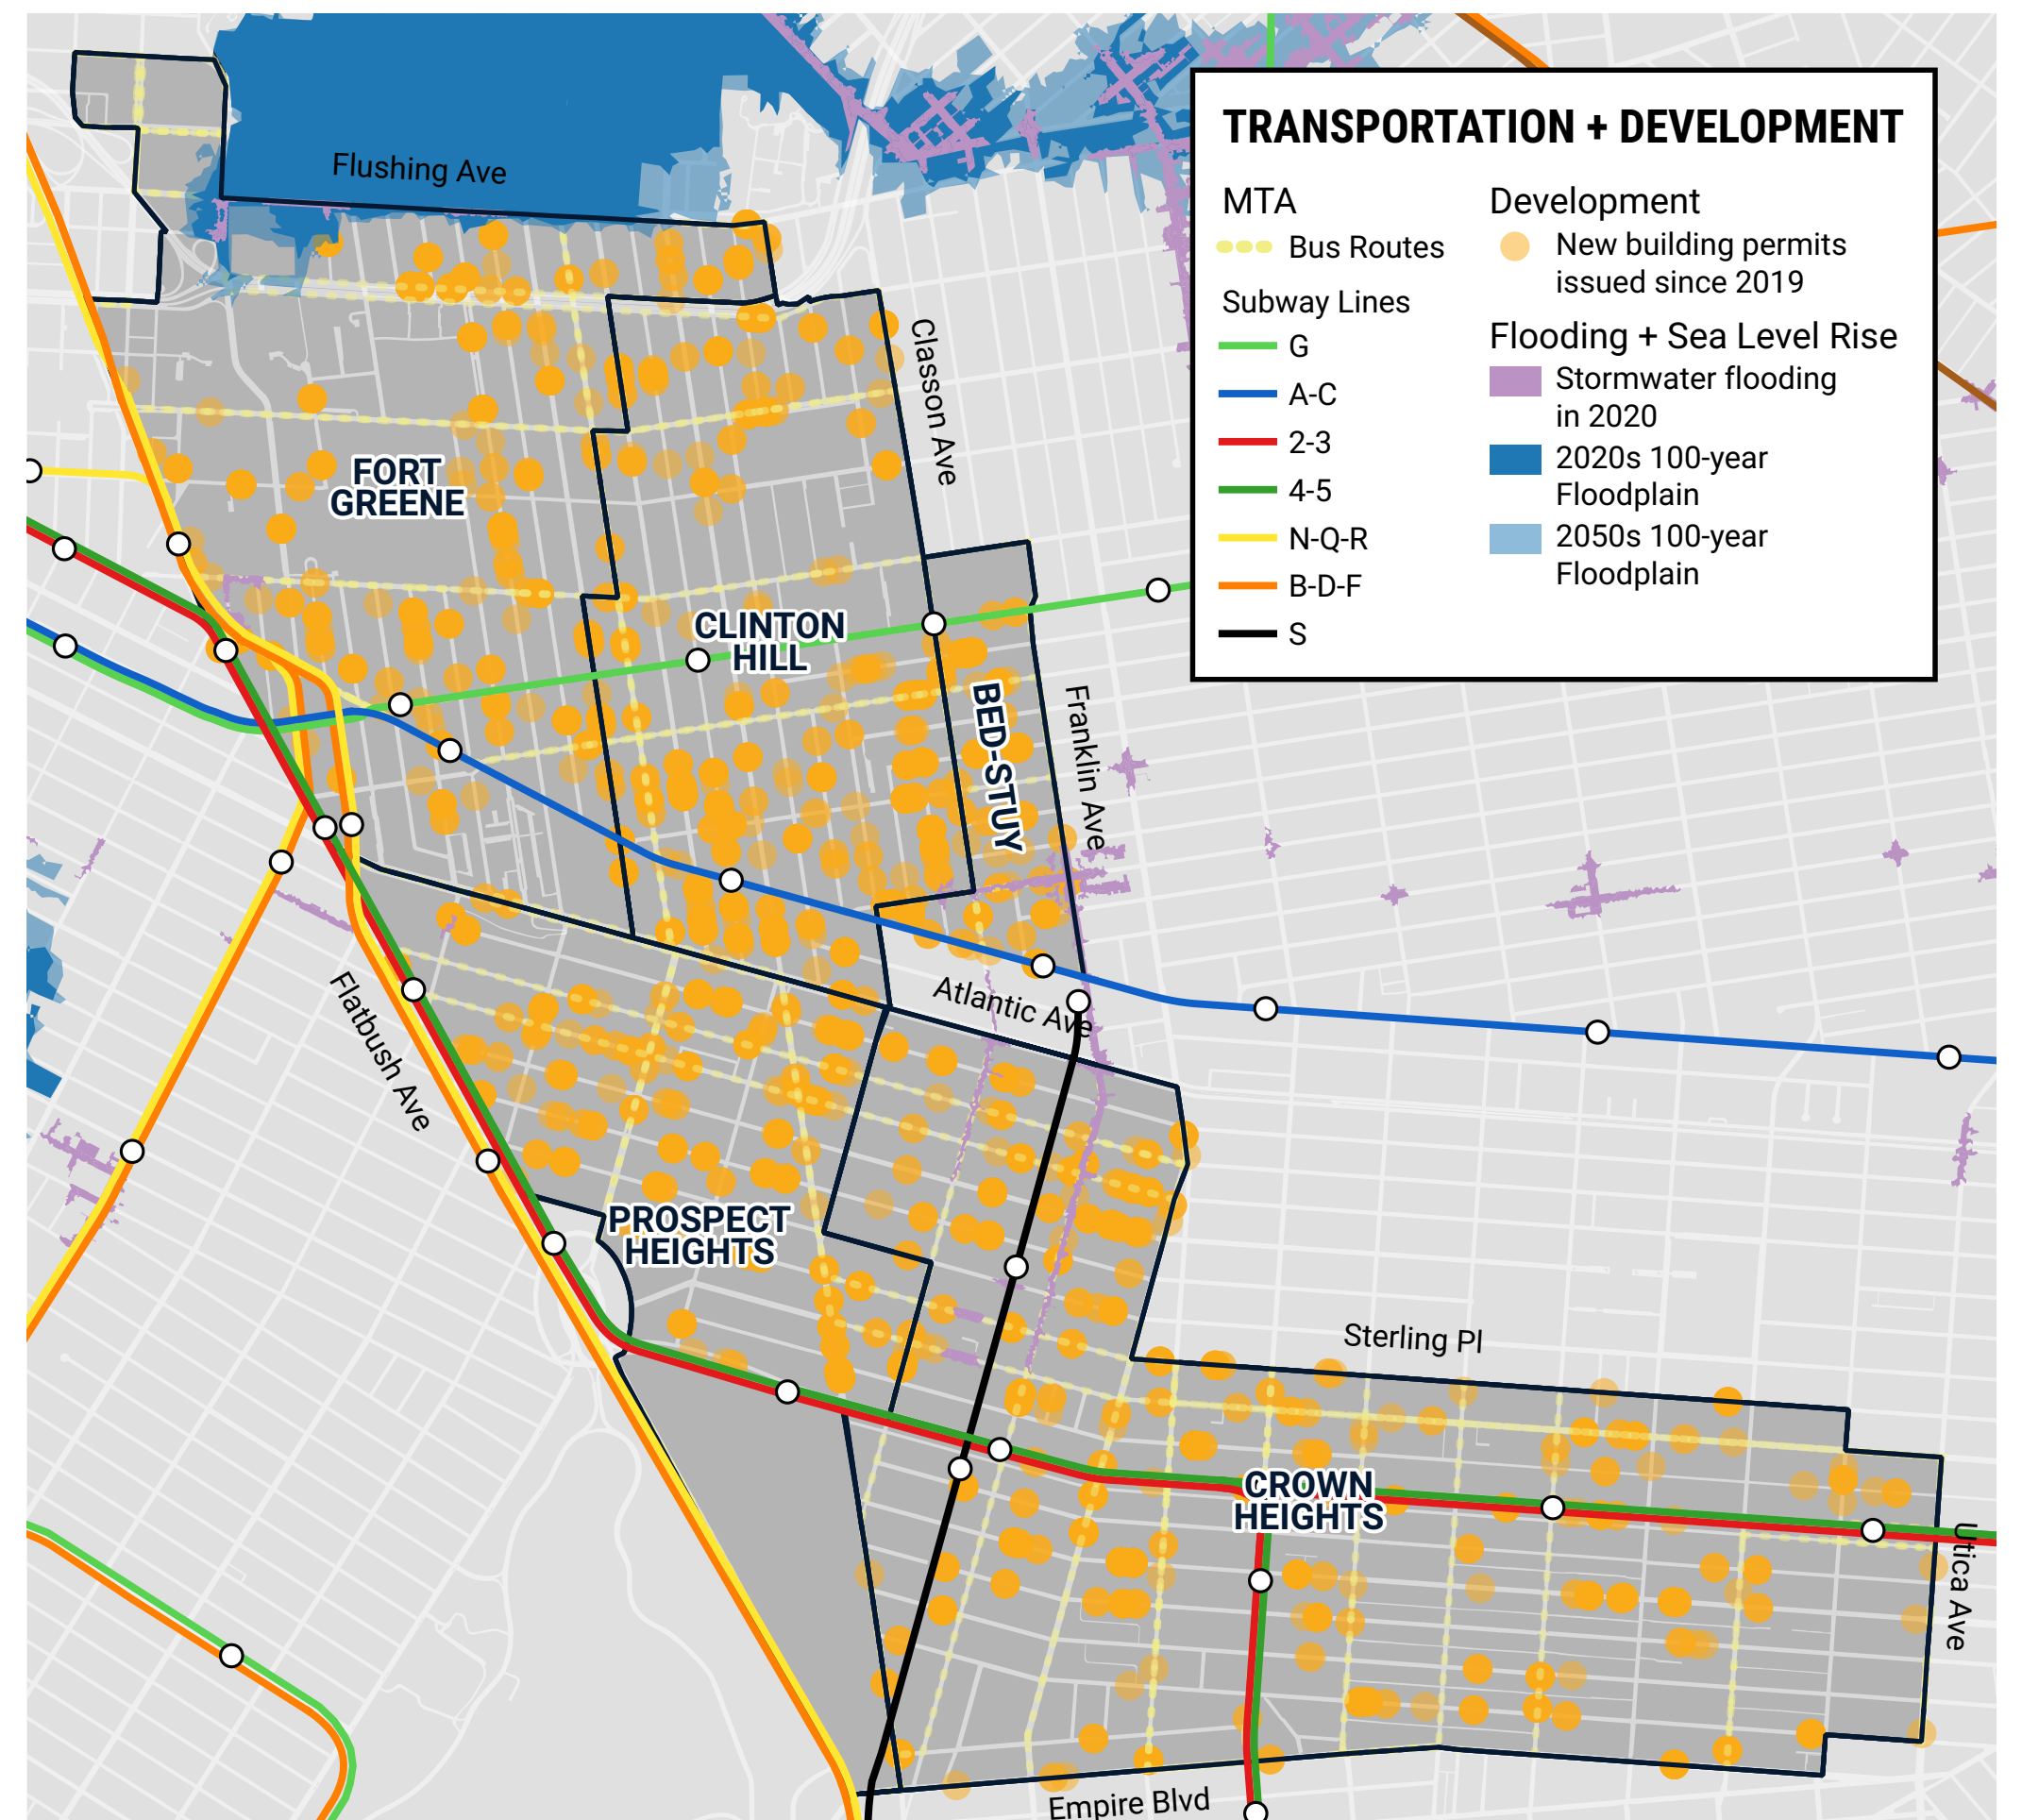 TRANSPORTATION + DEVELOPMENT
MTA
Bus Routes
Subway Lines
G
A-C
2-3
4-5
N-Q-R
B-D-F
S
Development
New building permits
issued since 2019
Flooding + Sea Level Rise
Stormwater flooding
in 2020
2020s 100-year
Floodplain
2050s 100-year
Floodplain
Flushing Ave
Classon Ave
FORT
GREENE
CLINTON
HILL
BED-STUY
Franklin Ave
Atlantic Ave
Flatbush Ave
PROSPECT
HEIGHTS
Sterling Pl
CROWN
HEIGHTS
Utica Ave
Empire Blvd